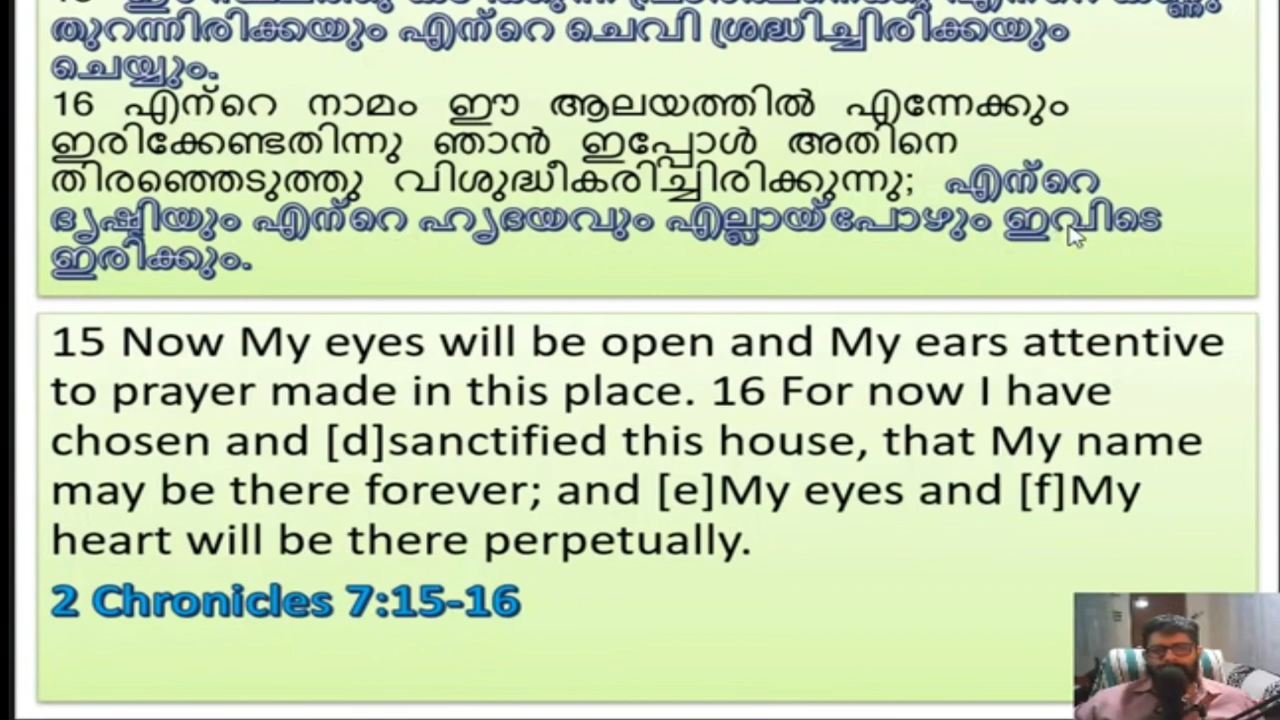 തുറന്നിരിക്കയും എന്‍റെ ചെവി ശ്രദ്ധിച്ചിരിക്കയും
ചെയ്യും.
16 എന്‍റെ നാമം ഈ ആലയത്തിൽ എന്നേക്കും
ഇരിക്കേണ്ടതിന്നു ഞാൻ ഇപ്പോൾ അതിനെ
തിരഞ്ഞെടുത്തു വിശുദ്ധീകരിച്ചിരിക്കുന്നു; എന്‍റെ
ദൃഷ്ടിയും എന്‍റെ ഹൃദയവും എല്ലായ്പോഴും ഇവിടെ
ഇരിക്കും.
15 Now My eyes will be open and My ears attentive
to prayer made in this place. 16 For now I have
chosen and [d]sanctified this house, that My name
may be there forever; and [e]My eyes and [f]My
heart will be there perpetually.
2 Chronicles 7:15-16